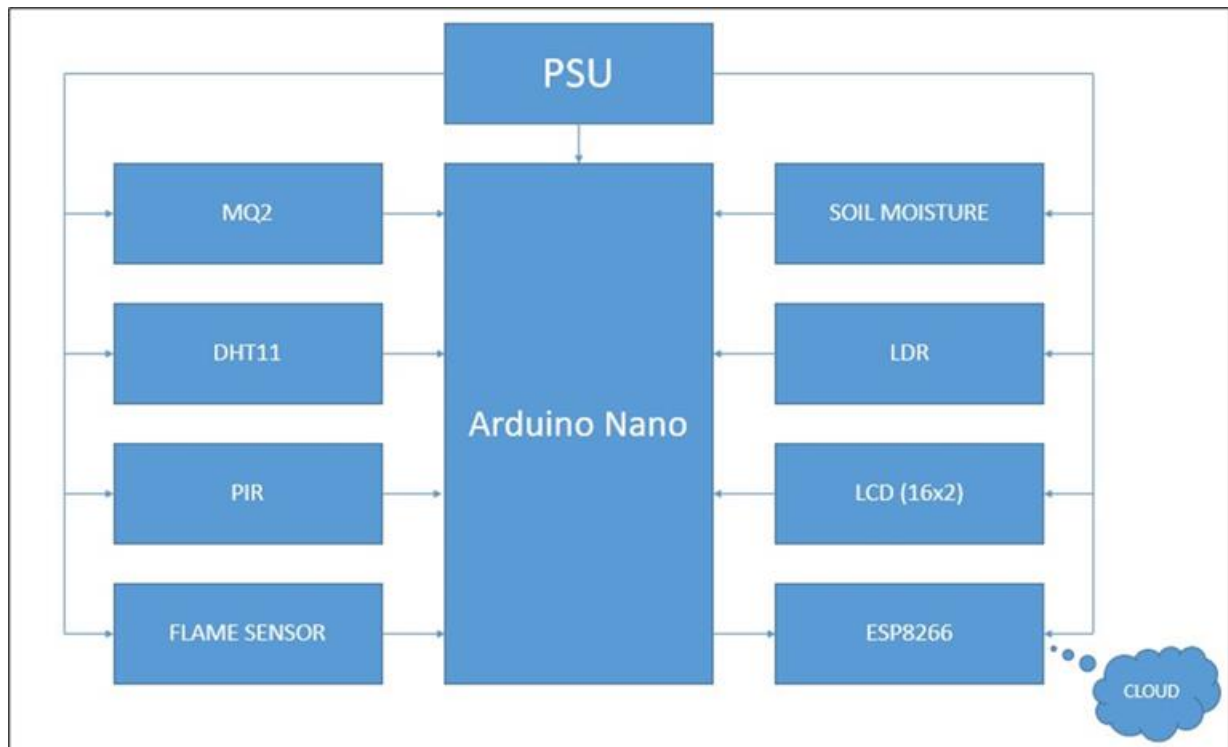 PSU
MQ2
SOIL MOISTURE
DHT11
LDR
Arduino Nano
PIR
LCD (16x2)
FLAME SENSOR
ESP8266
CLOUD